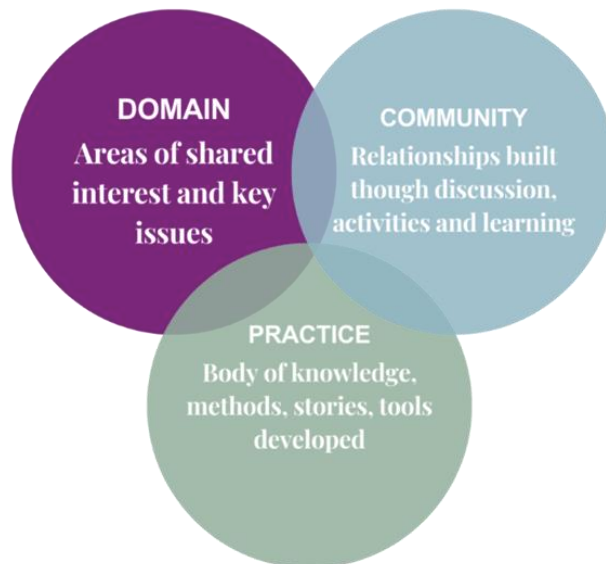 DOMAIN
Areas of shared
interest and key
issues
COMMUNITY
Relationships built
though discussion,
activities and learning
PRACTICE
Body of knowledge,
methods, stories, tools
developed